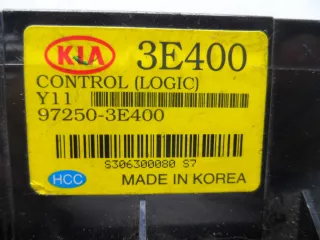 KIA 3E400
CONTROL (LOGIC)
Y11
97250-3E400
S306300080 S7
HCC MADE IN KOREA